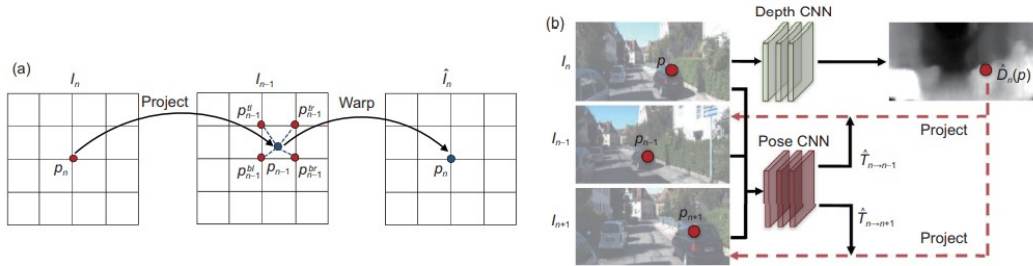 (a)
I_n
I_{n−1}
Î_n
Project
Warp
p_n
p^{tl}_{n−1}
p^{tr}_{n−1}
p^{bl}_{n−1}
p_{n−1}
p^{br}_{n−1}
p_n
(b)
Depth CNN
I_n
p
D̂_n(p)
Project
I_{n−1}
p_{n−1}
Pose CNN
T̂_{n→n−1}
I_{n+1}
p_{n+1}
T̂_{n→n+1}
Project